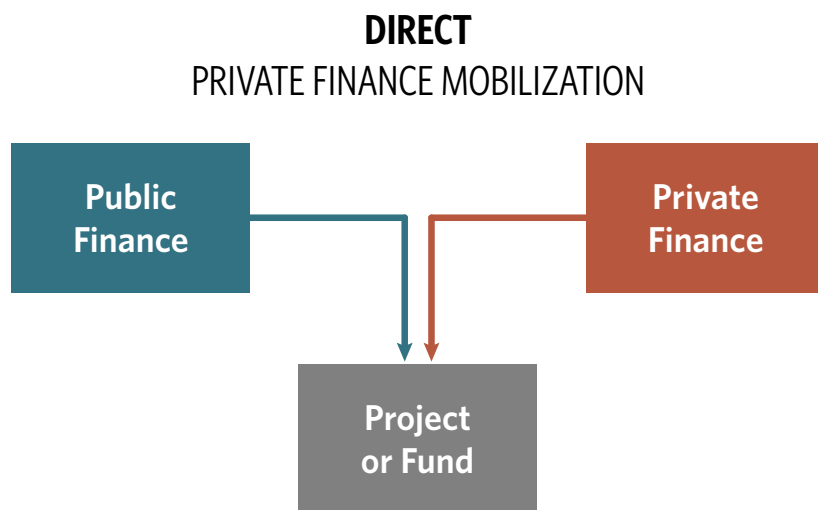 DIRECT
PRIVATE FINANCE MOBILIZATION
Public
Finance
Private
Finance
Project
or Fund